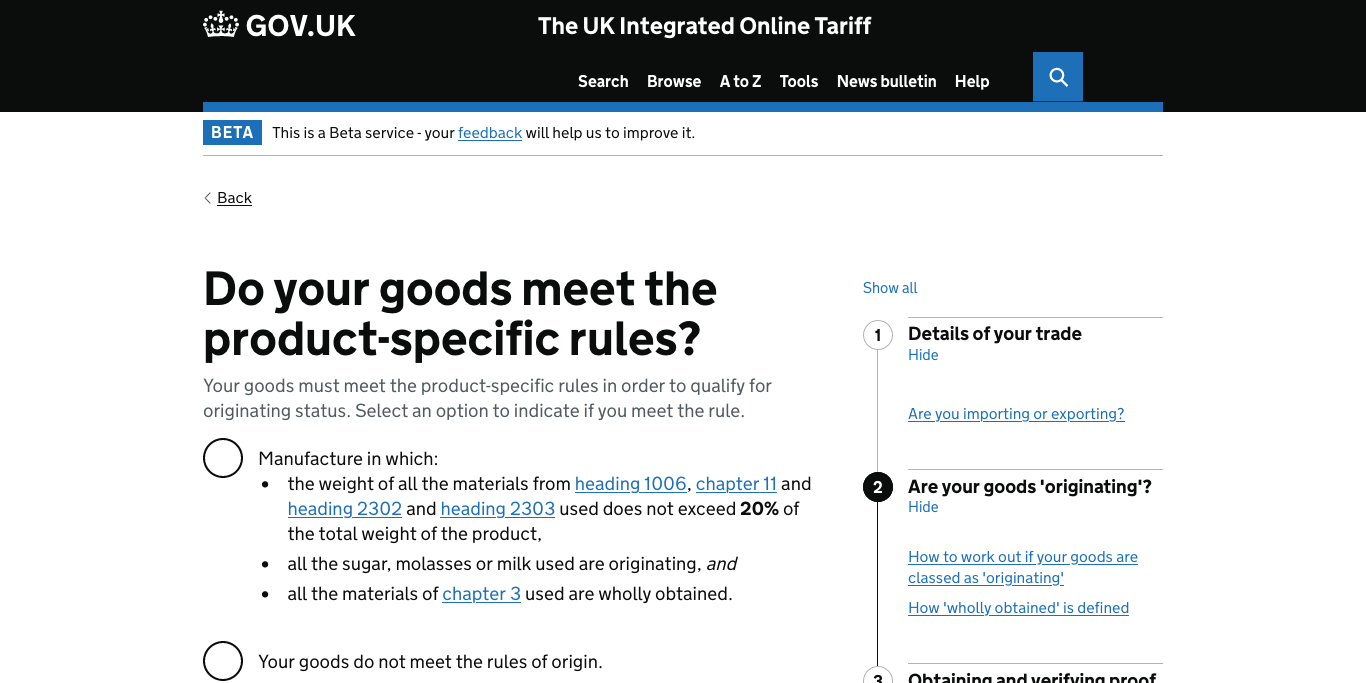 GOV.UK
The UK Integrated Online Tariff
Search Browse A to Z Tools News bulletin Help
BETA This is a Beta service - your feedback will help us to improve it.
Back
Do your goods meet the
product-specific rules?
Your goods must meet the product-specific rules in order to qualify for
originating status. Select an option to indicate if you meet the rule.
Manufacture in which:
• the weight of all the materials from heading 1006, chapter 11 and
heading 2302 and heading 2303 used does not exceed 20% of
the total weight of the product,
• all the sugar, molasses or milk used are originating, and
• all the materials of chapter 3 used are wholly obtained.
Your goods do not meet the rules of origin.
Show all
1 Details of your trade
Hide
Are you importing or exporting?
2 Are your goods 'originating'?
Hide
How to work out if your goods are
classed as 'originating'
How 'wholly obtained' is defined
3 Obtaining and verifying proof